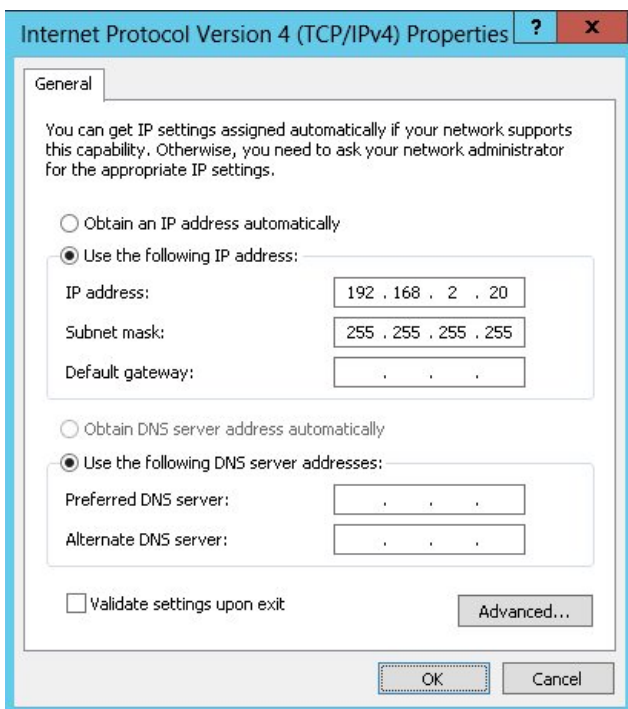 Internet Protocol Version 4 (TCP/IPv4) Properties ? x
General
You can get IP settings assigned automatically if your network supports
this capability. Otherwise, you need to ask your network administrator
for the appropriate IP settings.
Obtain an IP address automatically
Use the following IP address:
IP address: 192 . 168 . 2 . 20
Subnet mask: 255 . 255 . 255 . 255
Default gateway: . . .
Obtain DNS server address automatically
Use the following DNS server addresses:
Preferred DNS server: . . .
Alternate DNS server: . . .
Validate settings upon exit
Advanced...
OK Cancel